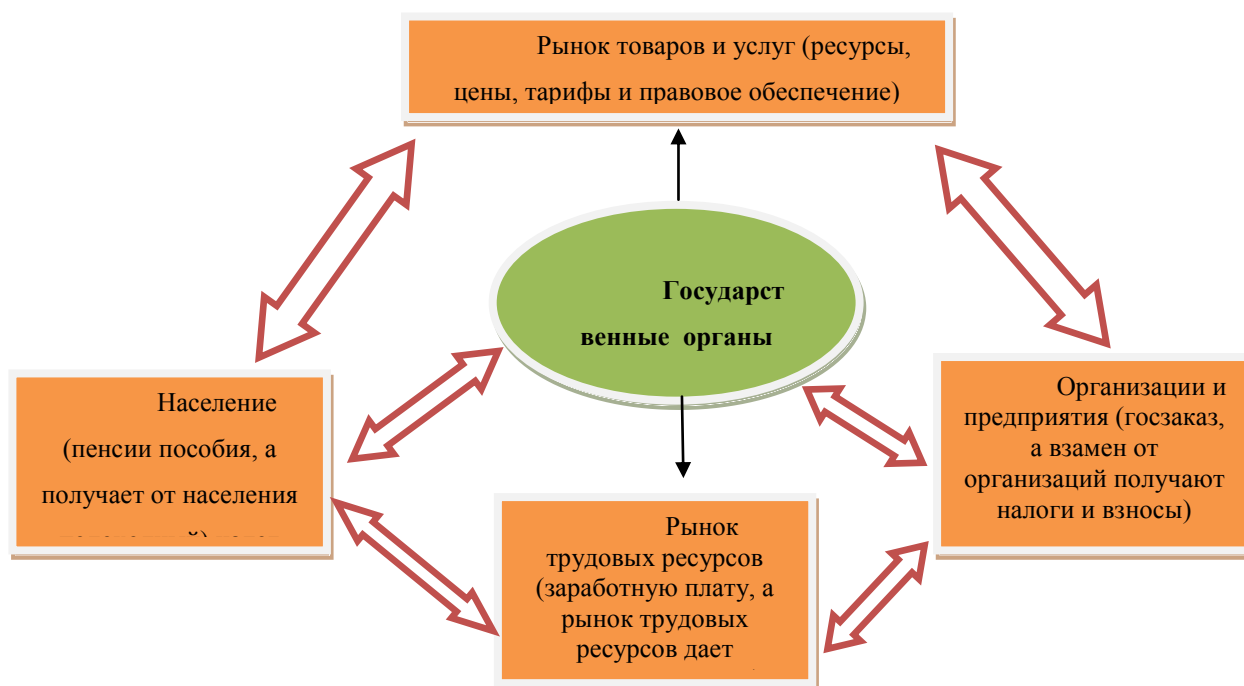 Рынок товаров и услуг (ресурсы,
цены, тарифы и правовое обеспечение)
Государст
венные органы
Население
(пенсии пособия, а
получает от населения
Организации и
предприятия (госзаказ,
а взамен от
организаций получают
налоги и взносы)
Рынок
трудовых ресурсов
(заработную плату, а
рынок трудовых
ресурсов дает